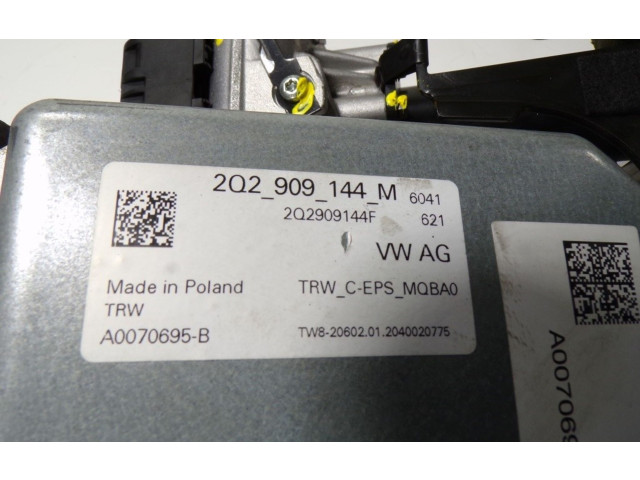 2Q2_909_144_M 6041
2Q2909144F 621
VW AG
Made in Poland TRW_C-EPS_MQBA0
TRW
A0070695-B TW8-20602.01.2040020775
A00706